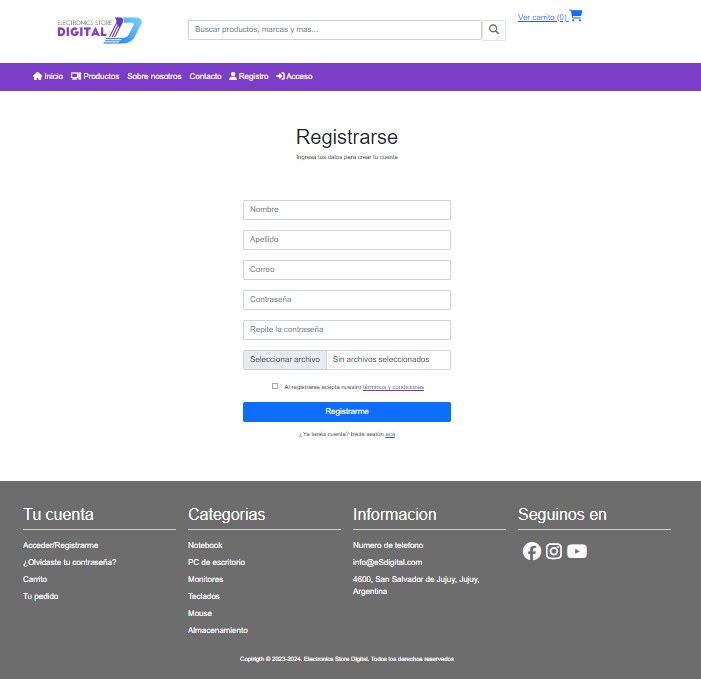 ELECTRONICS STORE
DIGITAL
Buscar productos, marcas y mas...
Ver carrito (0)
Inicio Productos Sobre nosotros Contacto Registro Acceso
Registrarse
Ingresá tus datos para crear tu cuenta
Nombre
Apellido
Correo
Contraseña
Repite la contraseña
Seleccionar archivo Sin archivos seleccionados
Al registrarse acepta nuestro términos y condiciones
Registrarme
¿Ya tenés cuenta? Inicia sesión acá
Tu cuenta
Acceder/Registrarme
¿Olvidaste tu contraseña?
Carrito
Tu pedido
Categorias
Notebook
PC de escritorio
Monitores
Teclados
Mouse
Almacenamiento
Informacion
Numero de telefono
info@eSdigital.com
4600, San Salvador de Jujuy, Jujuy,
Argentina
Seguinos en
Copirigth © 2023-2024. Electronics Store Digital. Todos los derechos reservados